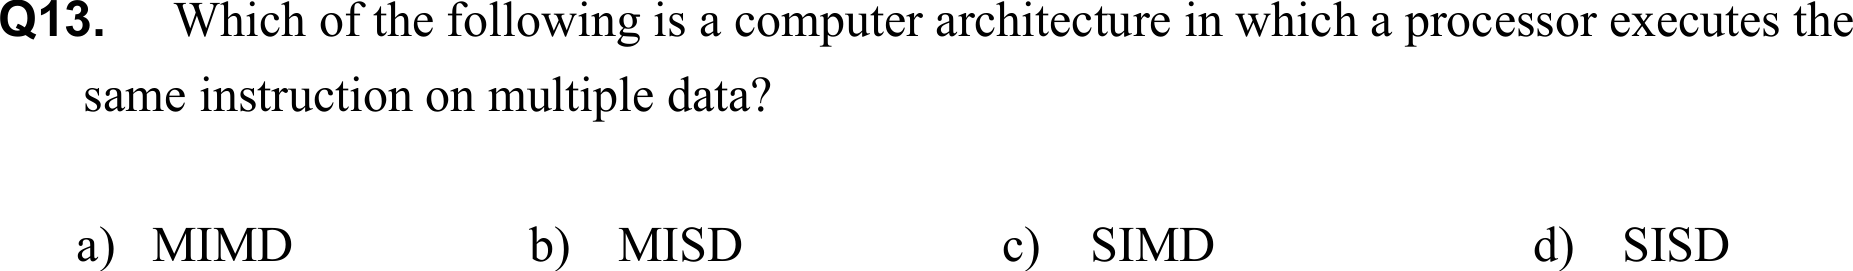 Q13. Which of the following is a computer architecture in which a processor executes the
same instruction on multiple data?
a) MIMD b) MISD c) SIMD d) SISD